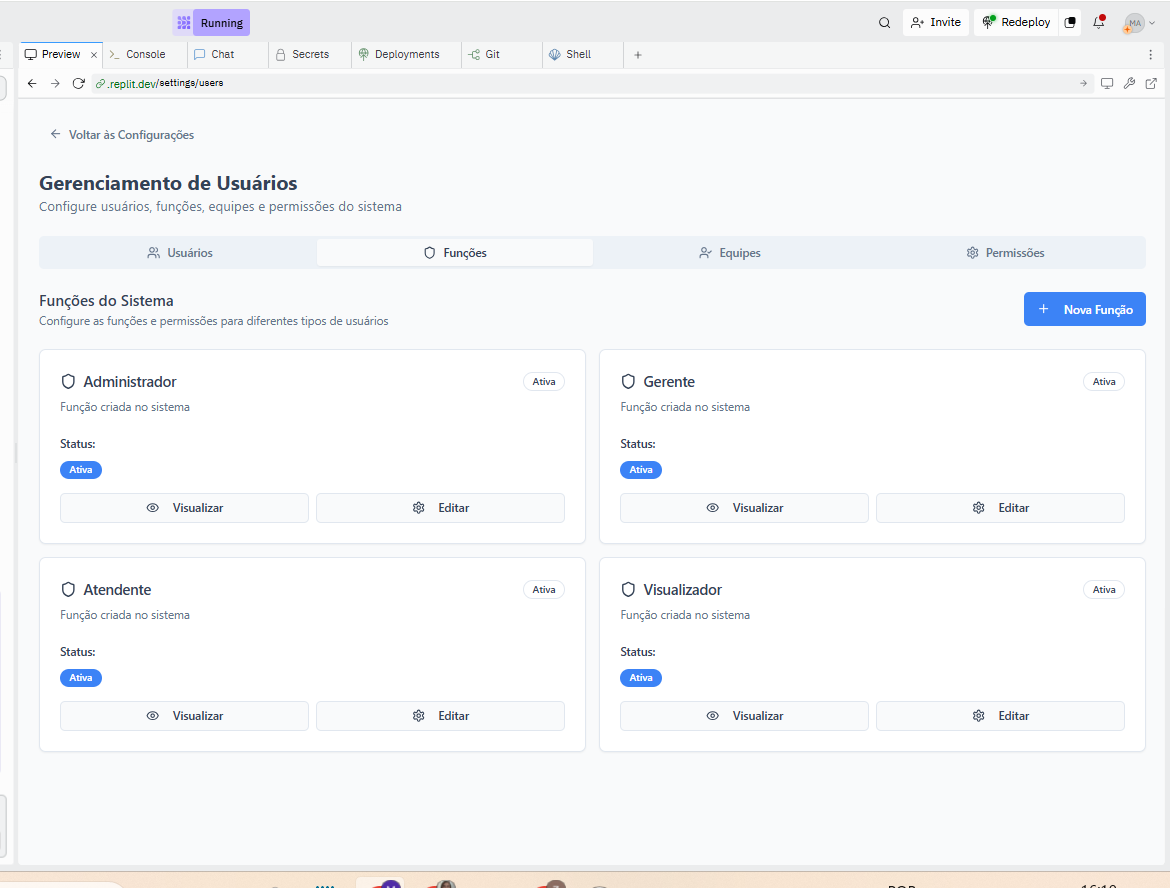 Running
Invite
Redeploy
MA
Preview
Console
Chat
Secrets
Deployments
Git
Shell
.replit.dev/settings/users
Voltar às Configurações
Gerenciamento de Usuários
Configure usuários, funções, equipes e permissões do sistema
Usuários
Funções
Equipes
Permissões
Funções do Sistema
Configure as funções e permissões para diferentes tipos de usuários
+ Nova Função
Administrador
Ativa
Função criada no sistema
Status:
Ativa
Visualizar
Editar
Gerente
Ativa
Função criada no sistema
Status:
Ativa
Visualizar
Editar
Atendente
Ativa
Função criada no sistema
Status:
Ativa
Visualizar
Editar
Visualizador
Ativa
Função criada no sistema
Status:
Ativa
Visualizar
Editar